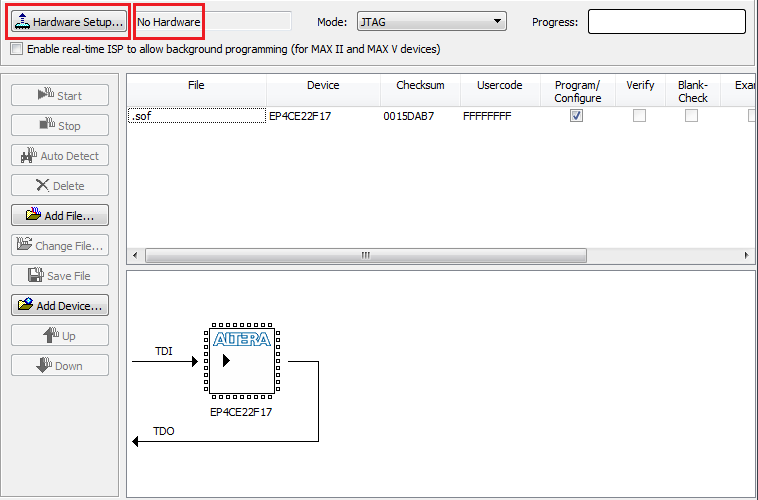 Hardware Setup... No Hardware Mode: JTAG Progress:
Enable real-time ISP to allow background programming (for MAX II and MAX V devices)
Start
Stop
Auto Detect
Delete
Add File...
Change File...
Save File
Add Device...
Up
Down
File Device Checksum Usercode Program/ Configure Verify Blank- Check Exa
.sof EP4CE22F17 0015DAB7 FFFFFFFF
TDI
ALTERA
EP4CE22F17
TDO